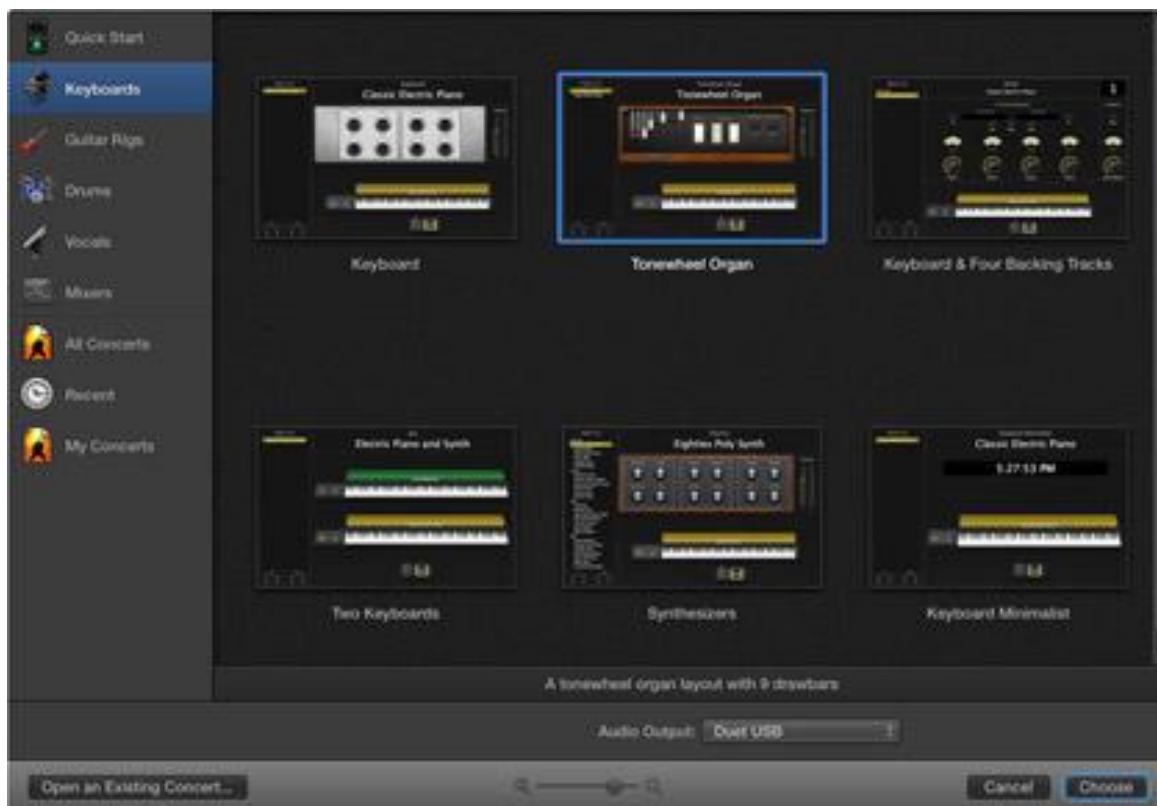 Quick Start
Keyboards
Guitar Rigs
Drums
Vocals
Mixers
All Concerts
Recent
My Concerts
Classic Electric Piano
Keyboard
Tonewheel Organ
Tonewheel Organ
Keyboard & Four Backing Tracks
Electric Piano and Synth
Two Keyboards
Eighties Poly Synth
Synthesizers
Classic Electric Piano
5:27:53 PM
Keyboard Minimalist
A tonewheel organ layout with 9 drawbars
Audio Output: Duet USB
Open an Existing Concert...
Cancel
Choose